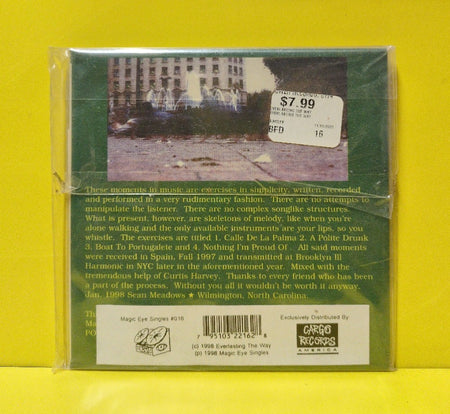 $7.99
BFD
16
These moments in music are exercises in simplicity, written, recorded
and performed in a very rudimentary fashion. There are no attempts to
manipulate the listener. There are no complex songlike structures.
What is present, however, are skeletons of melody, like when you're
alone walking and the only available instruments are your lips, so you
whistle. The exercises are titled 1. Calle De La Palma 2. A Polite Drunk
3. Boat To Portugalete and 4. Nothing I'm Proud Of. All said moments
were received in Spain, Fall 1997 and transmitted at Brooklyn Ill
Harmonic in NYC later in the aforementioned year. Mixed with the
tremendous help of Curtis Harvey. Thanks to every friend who has been
a part of the process. Without you all it wouldn't be worth it anyway.
Jan. 1998 Sean Meadows ★ Wilmington, North Carolina.
Th
Ma
PO
Magic Eye Singles #016
7 95103 22162 8
(c) 1998 Everlasting The Way
(p) 1998 Magic Eye Singles
Exclusively Distributed By
CARGO
RECORDS
AMERICA